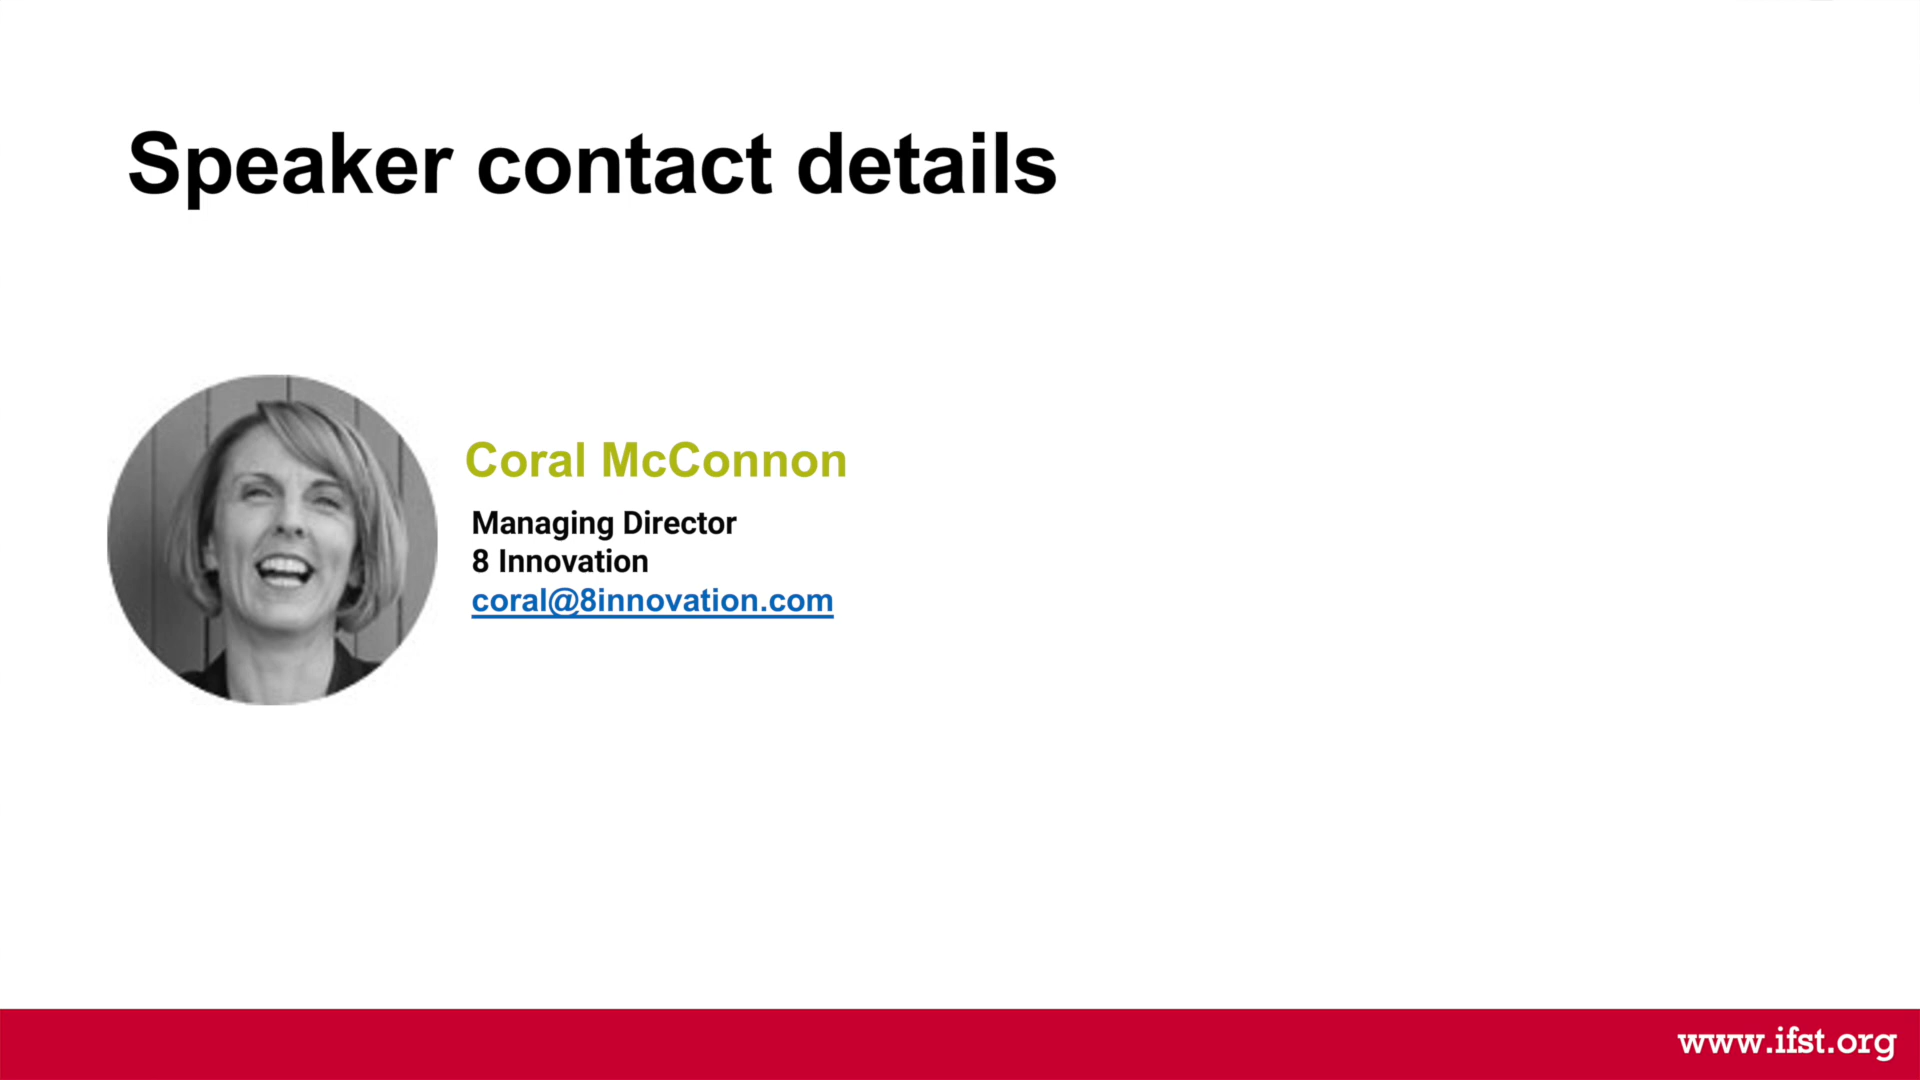 Speaker contact details
Coral McConnon
Managing Director
8 Innovation
coral@8innovation.com
www.ifst.org